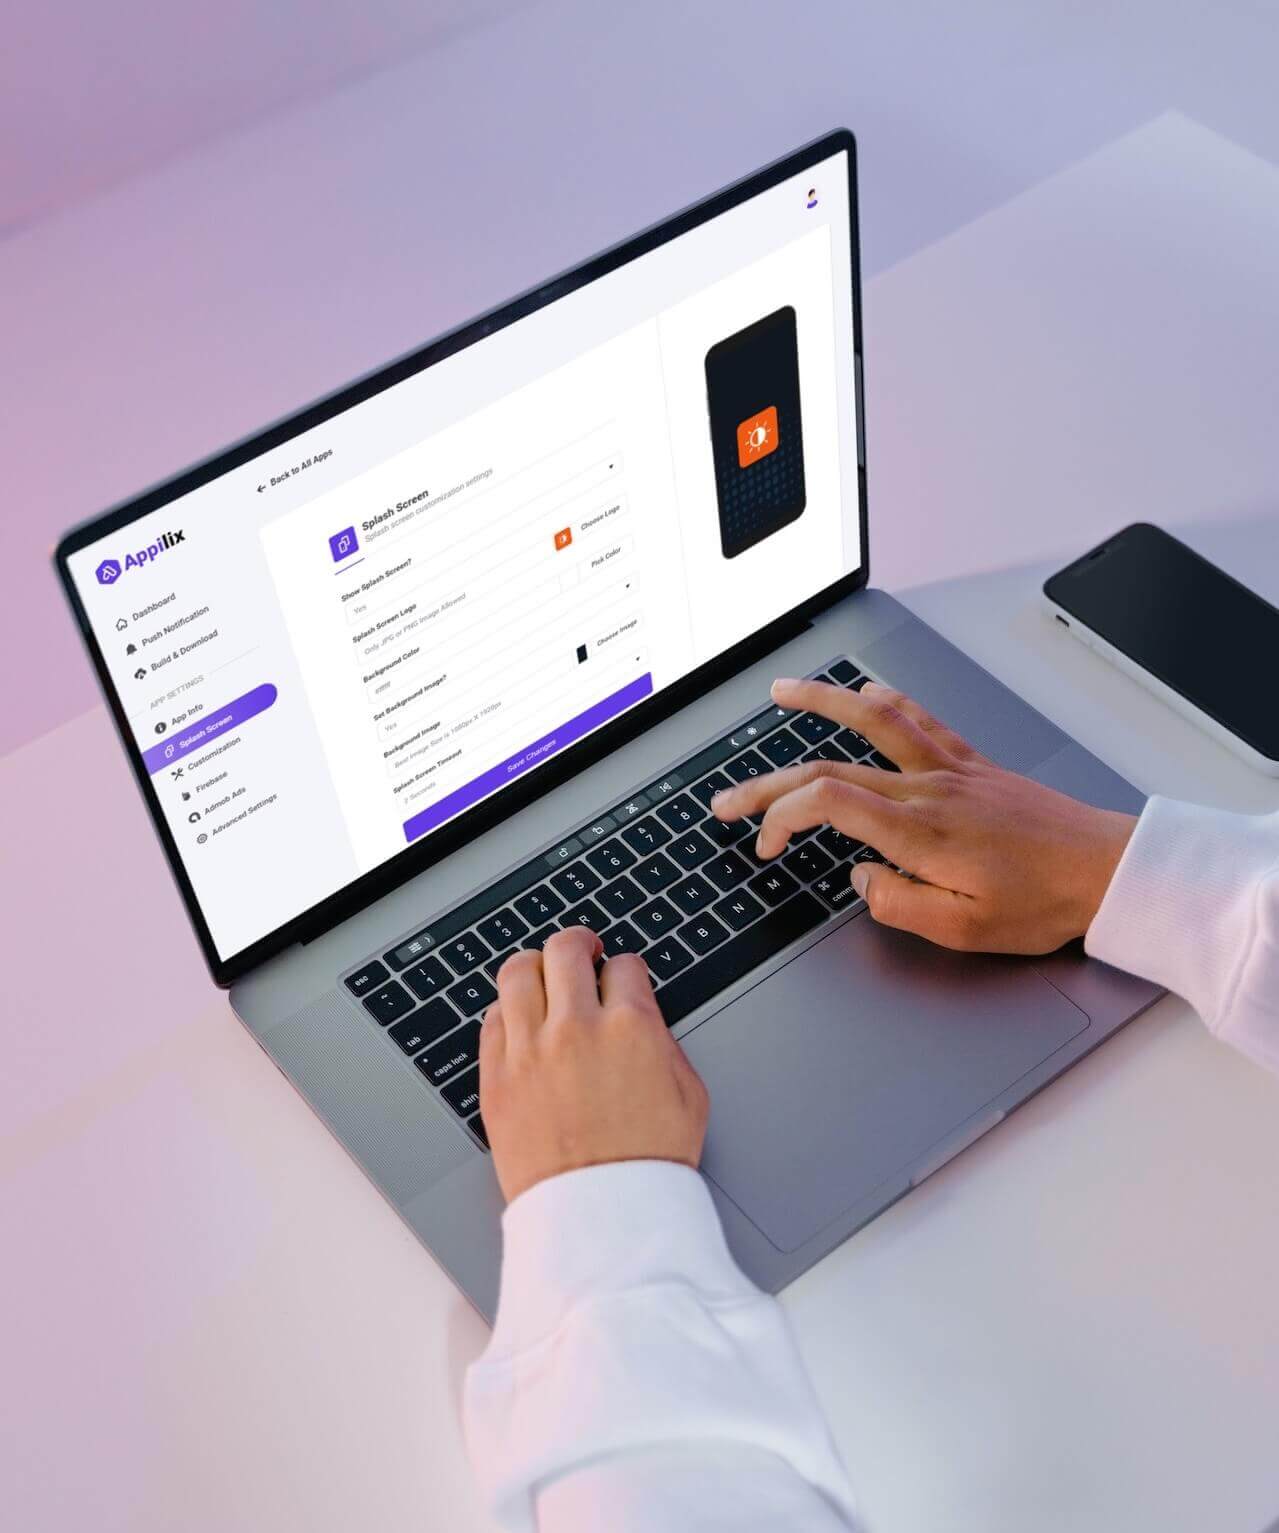 Appilix
Dashboard
Push Notification
Build & Download
APP SETTINGS
App Info
Splash Screen
Customization
Firebase
Admob Ads
Advanced Settings
← Back to All Apps
Splash Screen
Splash screen customization settings
Show Splash Screen?
Yes
Splash Screen Logo
Only JPG or PNG Image Allowed
Choose Logo
Background Color
#ffffff
Pick Color
Set Background Image?
Yes
Background Image
Best Image Size is 1080px X 1920px
Choose Image
Splash Screen Timeout
Seconds
Save Changes
esc
! @ # $ % ^ & *
1 2 3 4 5 6 7 8
tab Q R T Y U
caps lock F G H J
shift V B N M
comm